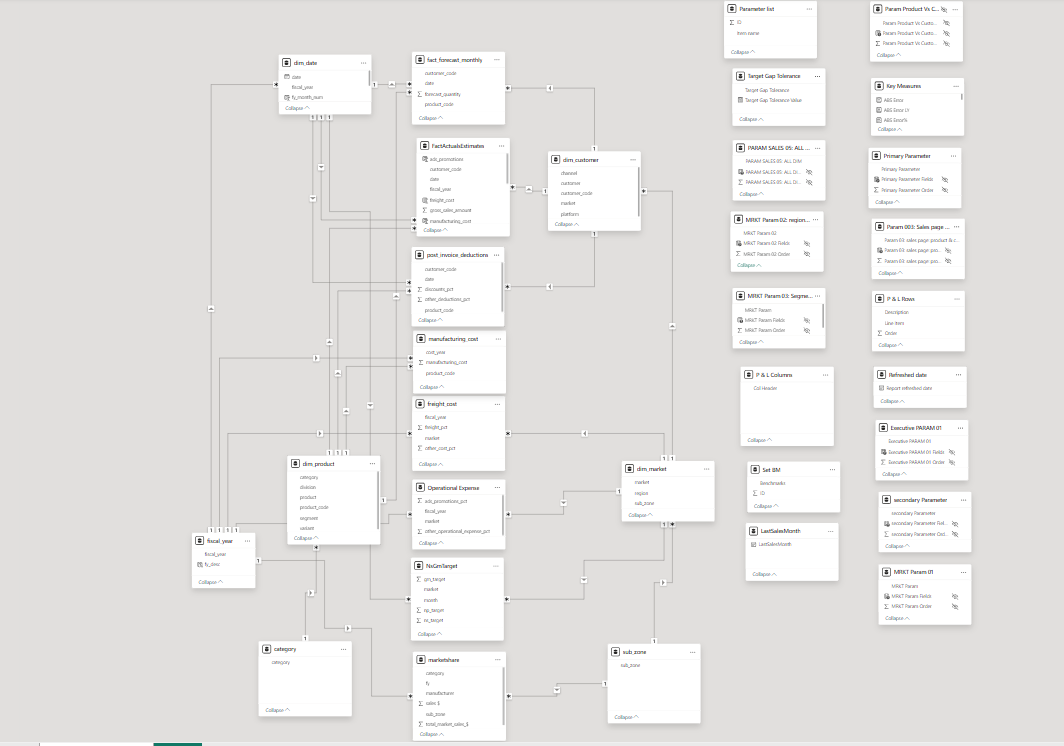 dim_date
date
fiscal_year
fy_month_num
Collapse
fact_forecast_monthly
customer_code
date
forecast_quantity
product_code
Collapse
FactActualsEstimates
ads_promotions
customer_code
date
fiscal_year
freight_cost
gross_sales_amount
manufacturing_cost
Collapse
dim_customer
channel
customer
customer_code
market
platform
Collapse
post_invoice_deductions
customer_code
date
discounts_pct
other_deductions_pct
product_code
Collapse
manufacturing_cost
cost_year
manufacturing_cost
product_code
Collapse
freight_cost
fiscal_year
freight_pct
market
other_cost_pct
Collapse
dim_product
category
division
product
product_code
segment
variant
Collapse
Operational Expense
ads_promotions_pct
fiscal_year
market
other_operational_expense_pct
Collapse
dim_market
market
region
sub_zone
Collapse
fiscal_year
fiscal_year
fy_desc
Collapse
NsGmTarget
gm_target
market
month
np_target
ns_target
Collapse
category
category
Collapse
marketshare
category
fy
manufacturer
sales $
sub_zone
total_market_sales_$
Collapse
sub_zone
sub_zone
Collapse
Parameter list
ID
Item name
Collapse
Target Gap Tolerance
Target Gap Tolerance
Target Gap Tolerance Value
Collapse
PARAM SALES 05: ALL ...
PARAM SALES 05: ALL DIM
PARAM SALES 05: ALL DI...
PARAM SALES 05: ALL DI...
Collapse
MRKT Param 02: region...
MRKT Param 02
MRKT Param 02 Fields
MRKT Param 02 Order
Collapse
MRKT Param 03: Segme...
MRKT Param
MRKT Param Fields
MRKT Param Order
Collapse
P & L Columns
Col Header
Collapse
Set BM
Benchmarks
ID
Collapse
LastSalesMonth
LastSalesMonth
Collapse
Param Product Vs C...
Param Product Vs Custo...
Param Product Vs Custo...
Param Product Vs Custo...
Collapse
Key Measures
ABS Error
ABS Error LY
ABS Error%
Collapse
Primary Parameter
Primary Parameter
Primary Parameter Fields
Primary Parameter Order
Collapse
Param 003: Sales page ...
Param 03: sales page: product & c...
Param 03: sales page: pro...
Param 03: sales page: pro...
Collapse
P & L Rows
Description
Line Item
Order
Collapse
Refreshed date
Report refreshed date
Collapse
Executive PARAM 01
Executive PARAM 01
Executive PARAM 01 Fields
Executive PARAM 01 Order
Collapse
secondary Parameter
secondary Parameter
secondary Parameter Fiel...
secondary Parameter Ord...
Collapse
MRKT Param 01
MRKT Param
MRKT Param Fields
MRKT Param Order
Collapse